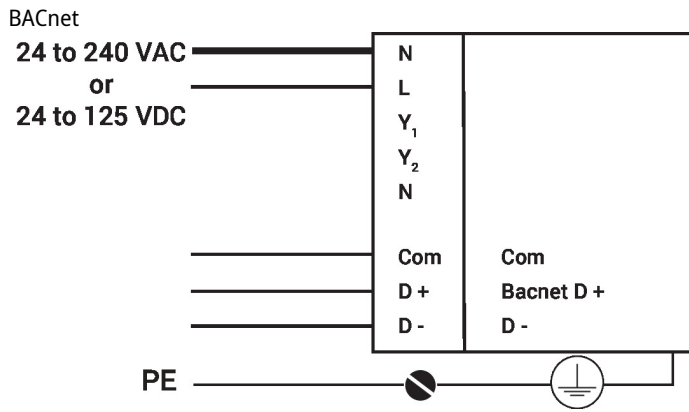 BACnet
24 to 240 VAC
or
24 to 125 VDC
N
L
Y₁
Y₂
N
Com Com
D + Bacnet D +
D - D -
PE